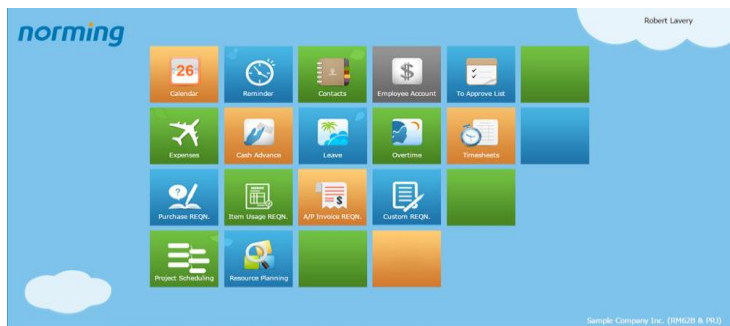 norming
Robert Lavery
26
Calendar
Reminder
Contacts
Employee Account
To Approve List
Expenses
Cash Advance
Leave
Overtime
Timesheets
Purchase REQN.
Item Usage REQN.
A/P Invoice REQN.
Custom REQN.
Project Scheduling
Resource Planning
Sample Company Inc. (RM62B & PRJ)